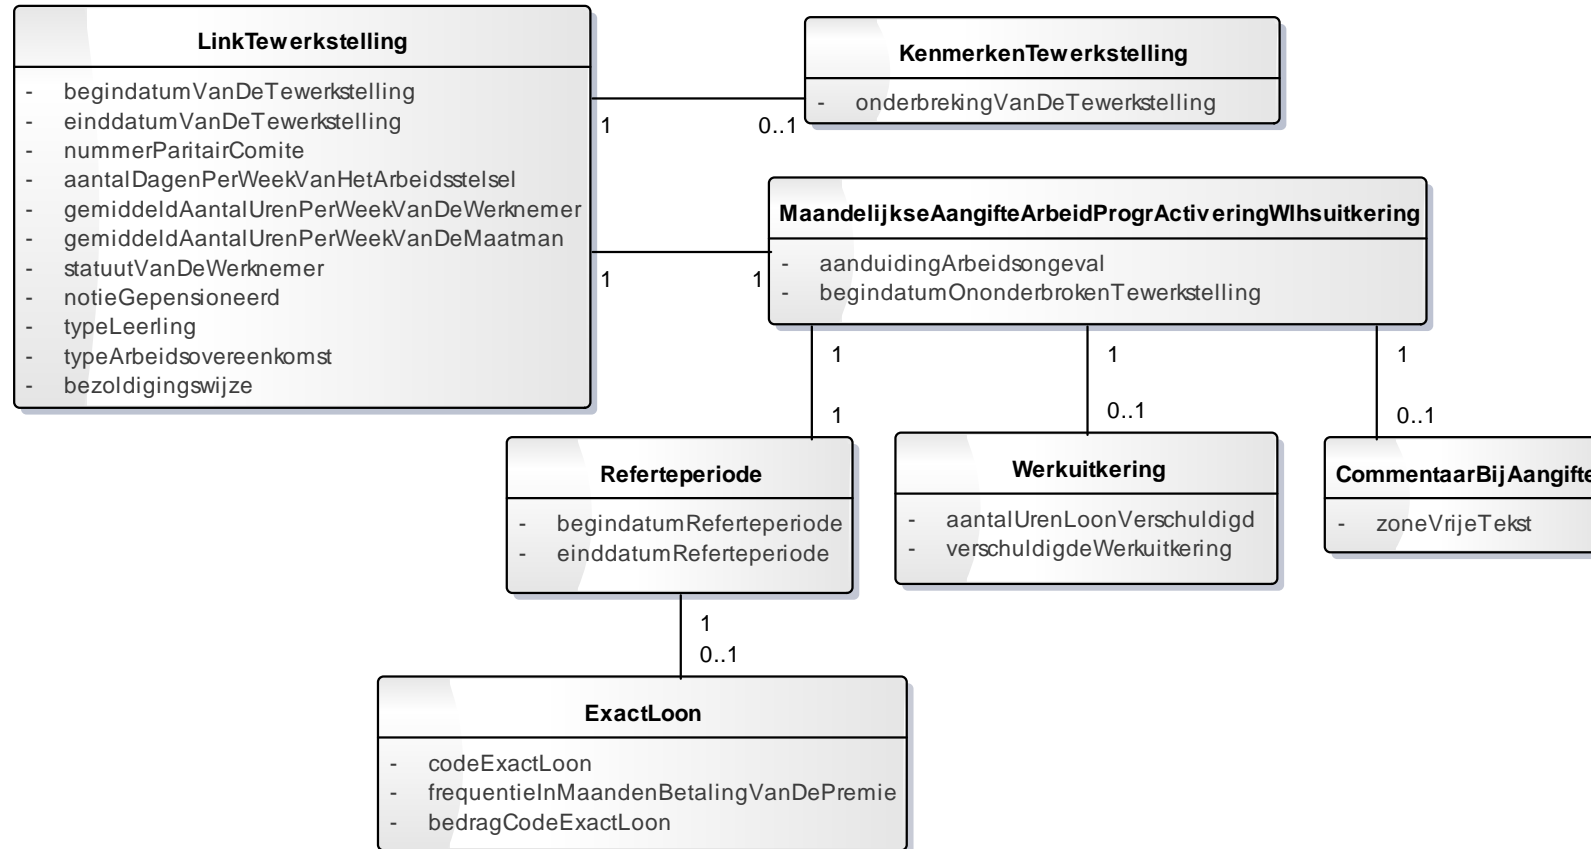 LinkTewerkstelling
- begindatumVanDeTewerkstelling
- einddatumVanDeTewerkstelling
- nummerParitairComite
- aantalDagenPerWeekVanHetArbeidsstelsel
- gemiddeldAantalUrenPerWeekVanDeWerknemer
- gemiddeldAantalUrenPerWeekVanDeMaatman
- statuutVanDeWerknemer
- notieGepensioneerd
- typeLeerling
- typeArbeidsovereenkomst
- bezoldigingswijze
KenmerkenTewerkstelling
- onderbrekingVanDeTewerkstelling
1
0..1
MaandelijkseAangifteArbeidProgrActiveringWlhsuitkering
- aanduidingArbeidsongeval
- begindatumOnonderbrokenTewerkstelling
1
1
1
1
1
1
0..1
0..1
Referteperiode
- begindatumReferteperiode
- einddatumReferteperiode
Werkuitkering
- aantalUrenLoonVerschuldigd
- verschuldigdeWerkuitkering
CommentaarBijAangifte
- zoneVrijeTekst
1
0..1
ExactLoon
- codeExactLoon
- frequentieInMaandenBetalingVanDePremie
- bedragCodeExactLoon